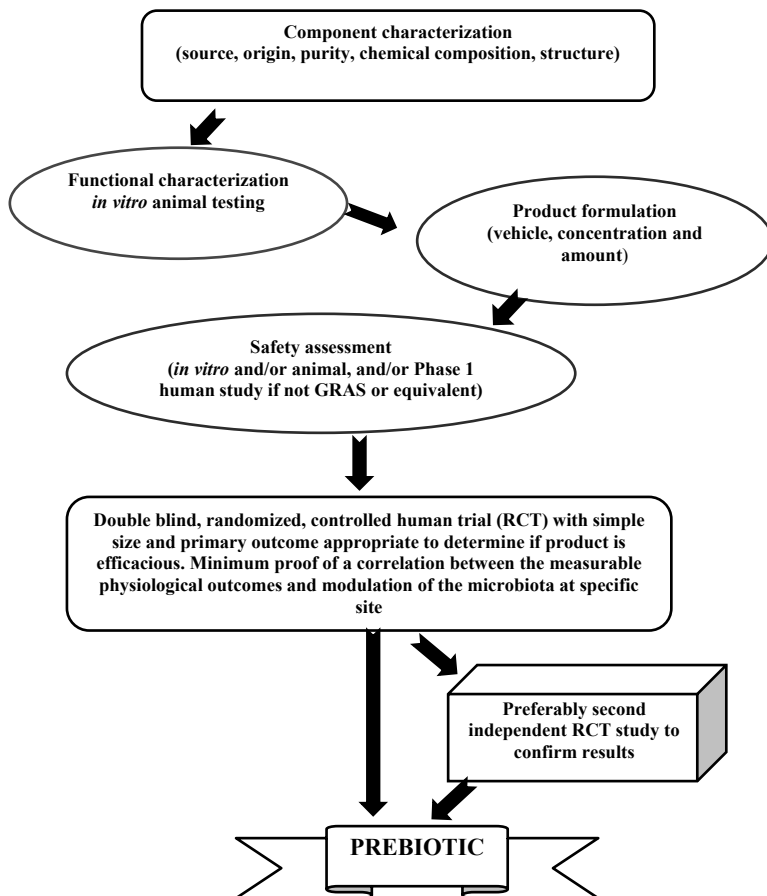 Component characterization
(source, origin, purity, chemical composition, structure)
Functional characterization
in vitro animal testing
Product formulation
(vehicle, concentration and
amount)
Safety assessment
(in vitro and/or animal, and/or Phase 1
human study if not GRAS or equivalent)
Double blind, randomized, controlled human trial (RCT) with simple
size and primary outcome appropriate to determine if product is
efficacious. Minimum proof of a correlation between the measurable
physiological outcomes and modulation of the microbiota at specific
site
Preferably second
independent RCT study to
confirm results
PREBIOTIC